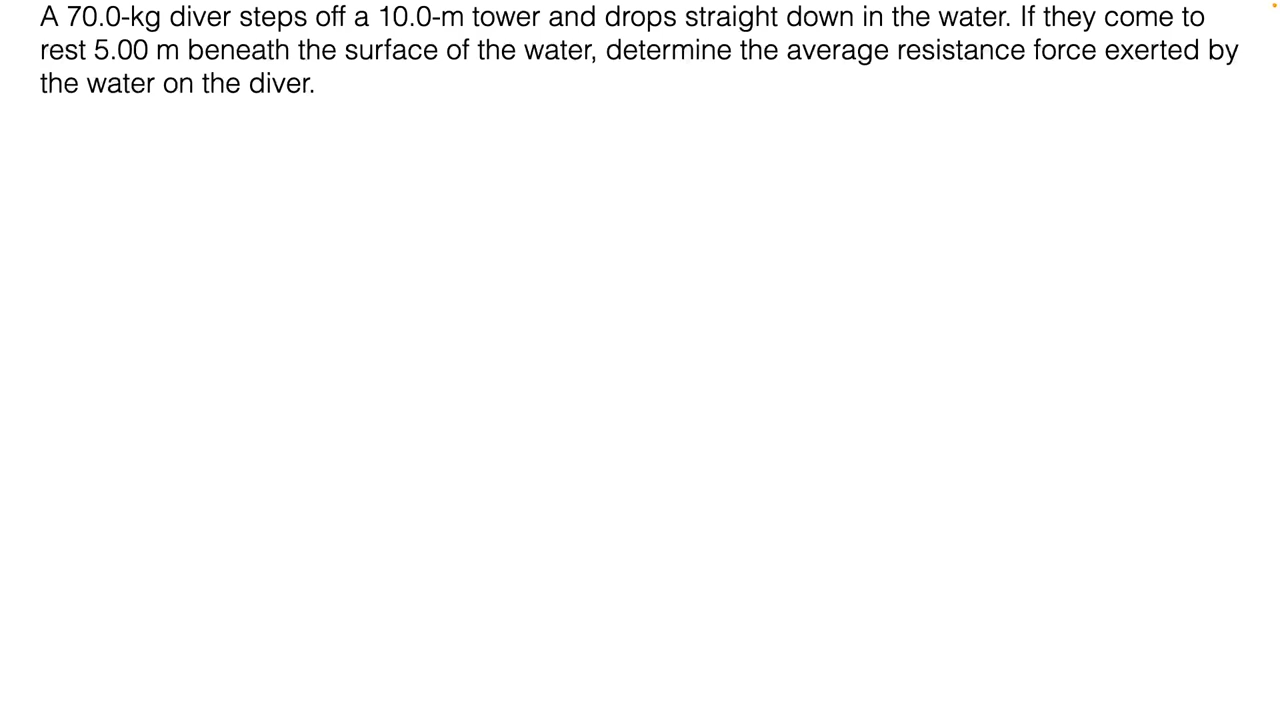 A 70.0-kg diver steps off a 10.0-m tower and drops straight down in the water. If they come to
rest 5.00 m beneath the surface of the water, determine the average resistance force exerted by
the water on the diver.